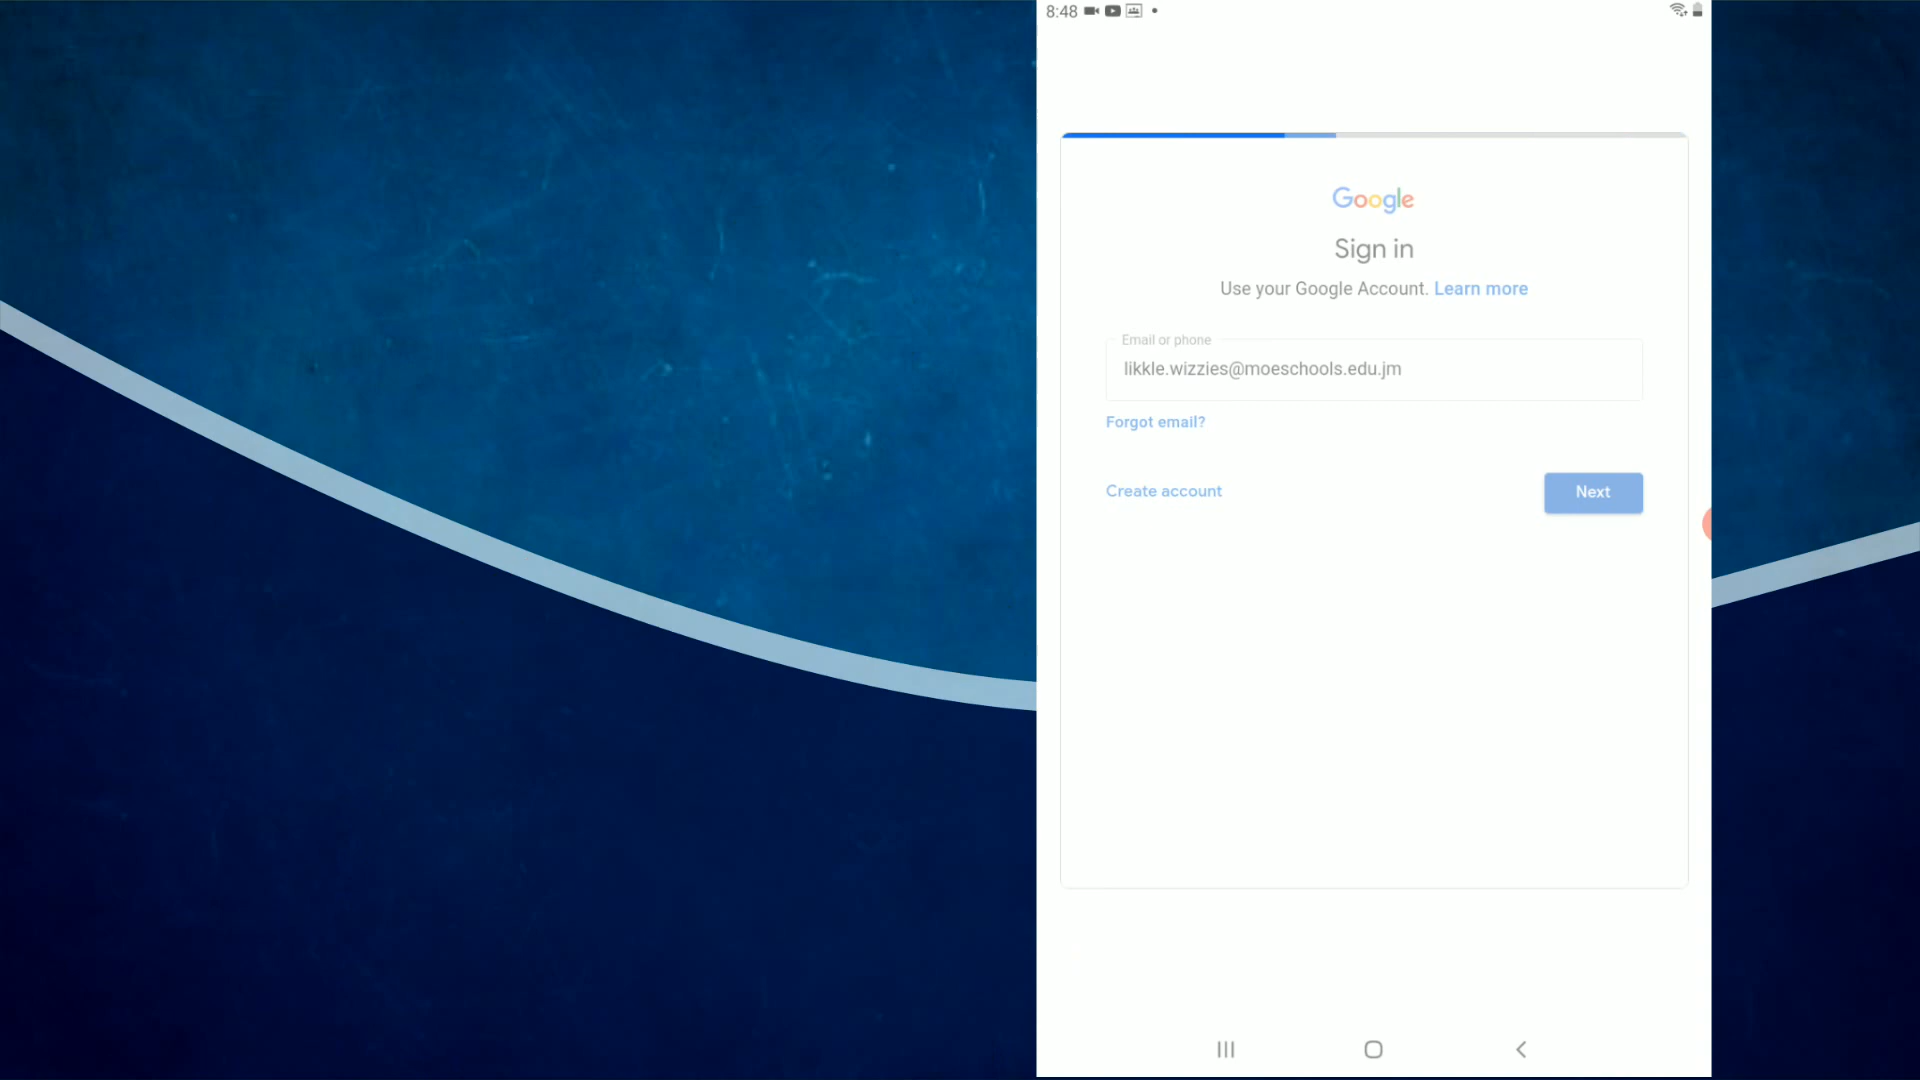 8:48
Google
Sign in
Use your Google Account. Learn more
Email or phone
likkle.wizzies@moeschools.edu.jm
Forgot email?
Create account
Next